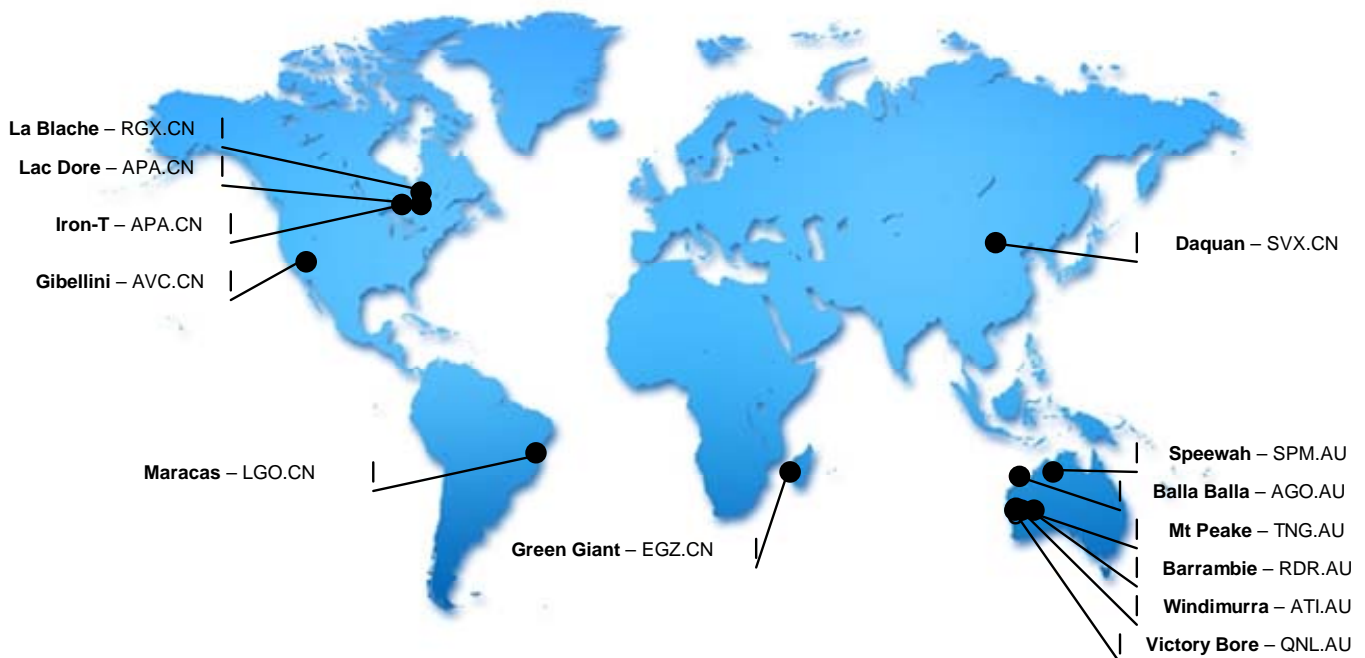 La Blache – RGX.CN
Lac Dore – APA.CN
Iron-T – APA.CN
Gibellini – AVC.CN
Daquan – SVX.CN
Maracas – LGO.CN
Green Giant – EGZ.CN
Speewah – SPM.AU
Balla Balla – AGO.AU
Mt Peake – TNG.AU
Barrambie – RDR.AU
Windimurra – ATI.AU
Victory Bore – QNL.AU